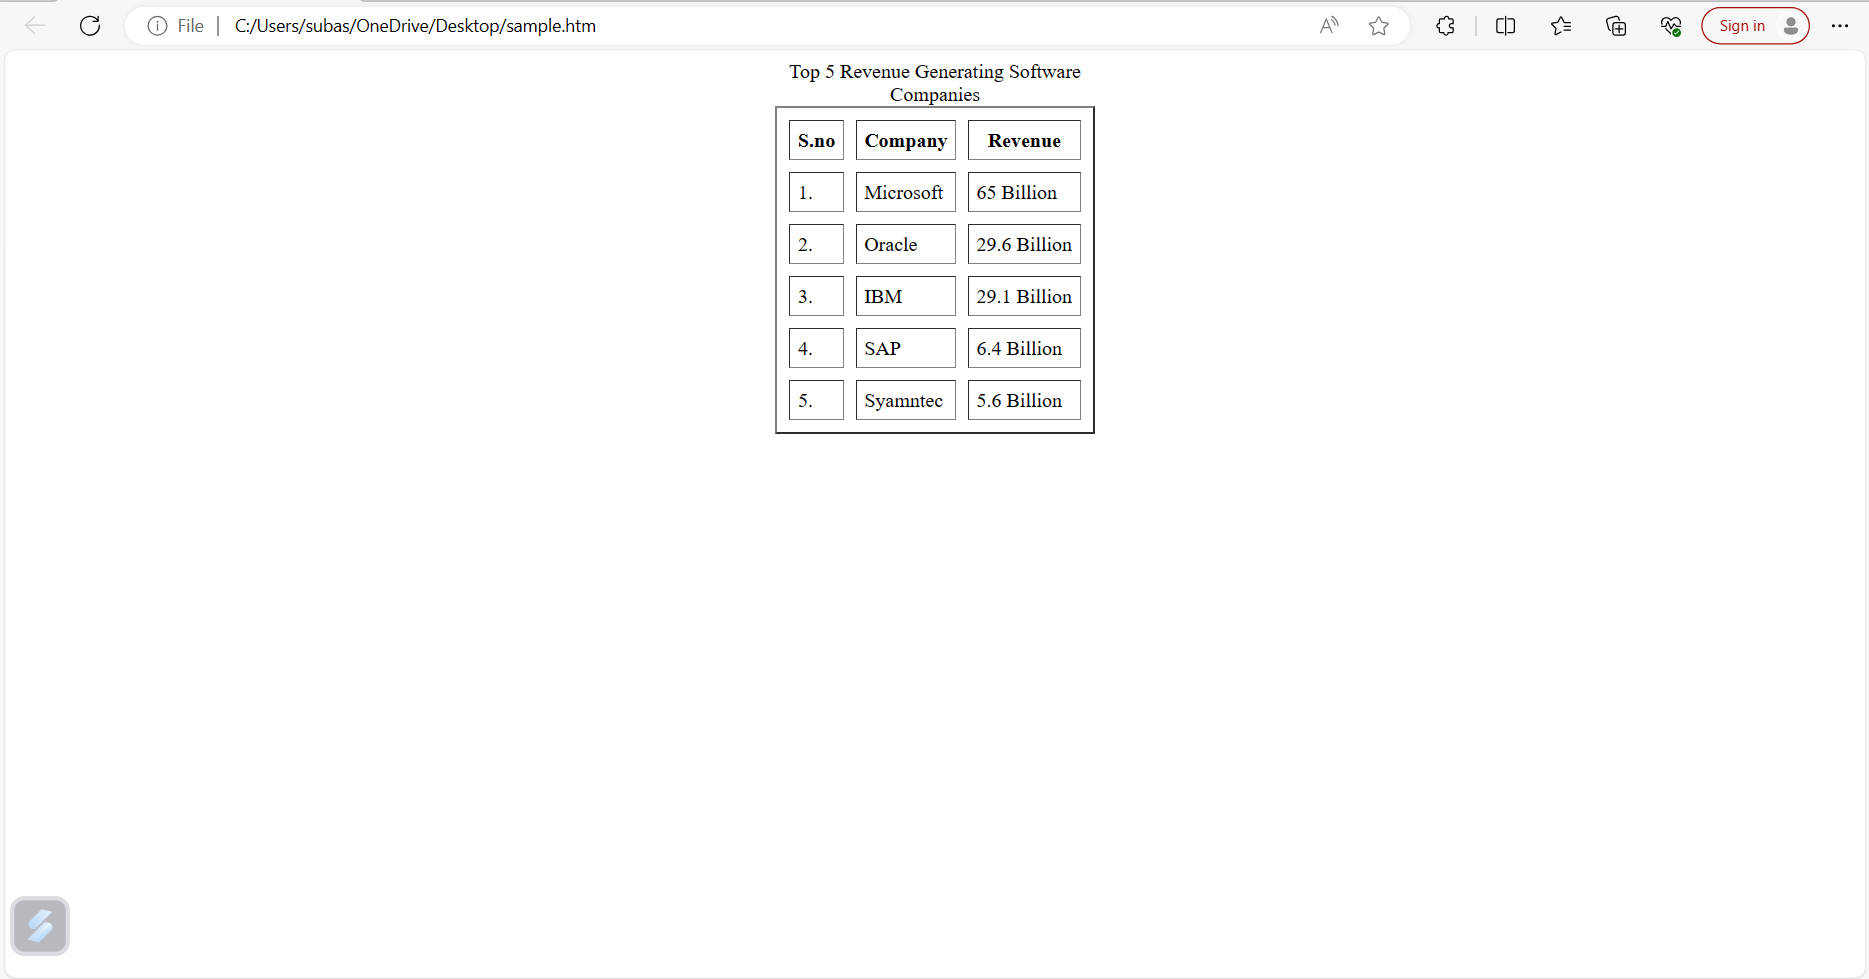 File C:/Users/subas/OneDrive/Desktop/sample.htm A Sign in
Top 5 Revenue Generating Software
Companies
S.no Company Revenue
1. Microsoft 65 Billion
2. Oracle 29.6 Billion
3. IBM 29.1 Billion
4. SAP 6.4 Billion
5. Syamntec 5.6 Billion